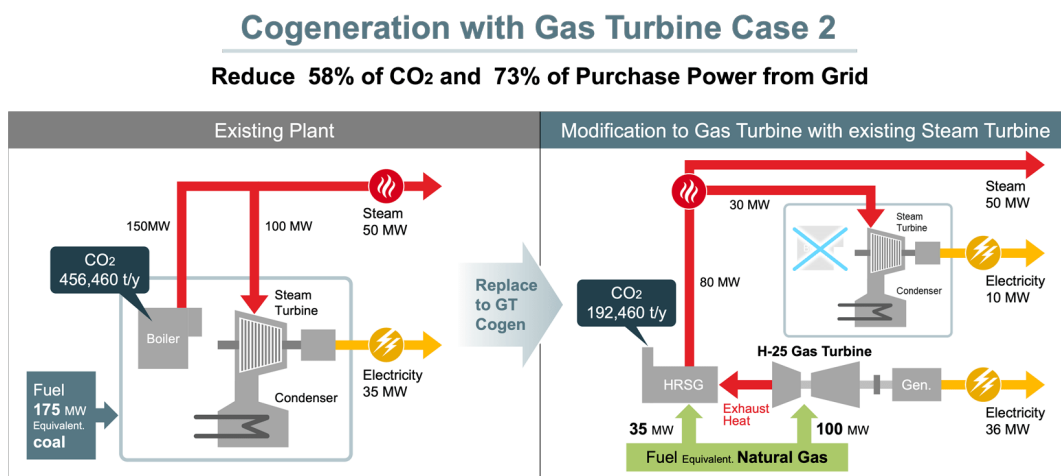 Cogeneration with Gas Turbine Case 2
Reduce 58% of CO₂ and 73% of Purchase Power from Grid
Existing Plant
150MW
100 MW
Steam
50 MW
CO₂
456,460 t/y
Boiler
Steam
Turbine
Condenser
Electricity
35 MW
Fuel
175 MW
Equivalent.
coal
Replace
to GT
Cogen
Modification to Gas Turbine with existing Steam Turbine
Steam
50 MW
30 MW
80 MW
Steam
Turbine
Condenser
Electricity
10 MW
CO₂
192,460 t/y
HRSG
Exhaust
Heat
H-25 Gas Turbine
Gen.
Electricity
36 MW
35 MW
100 MW
Fuel Equivalent. Natural Gas